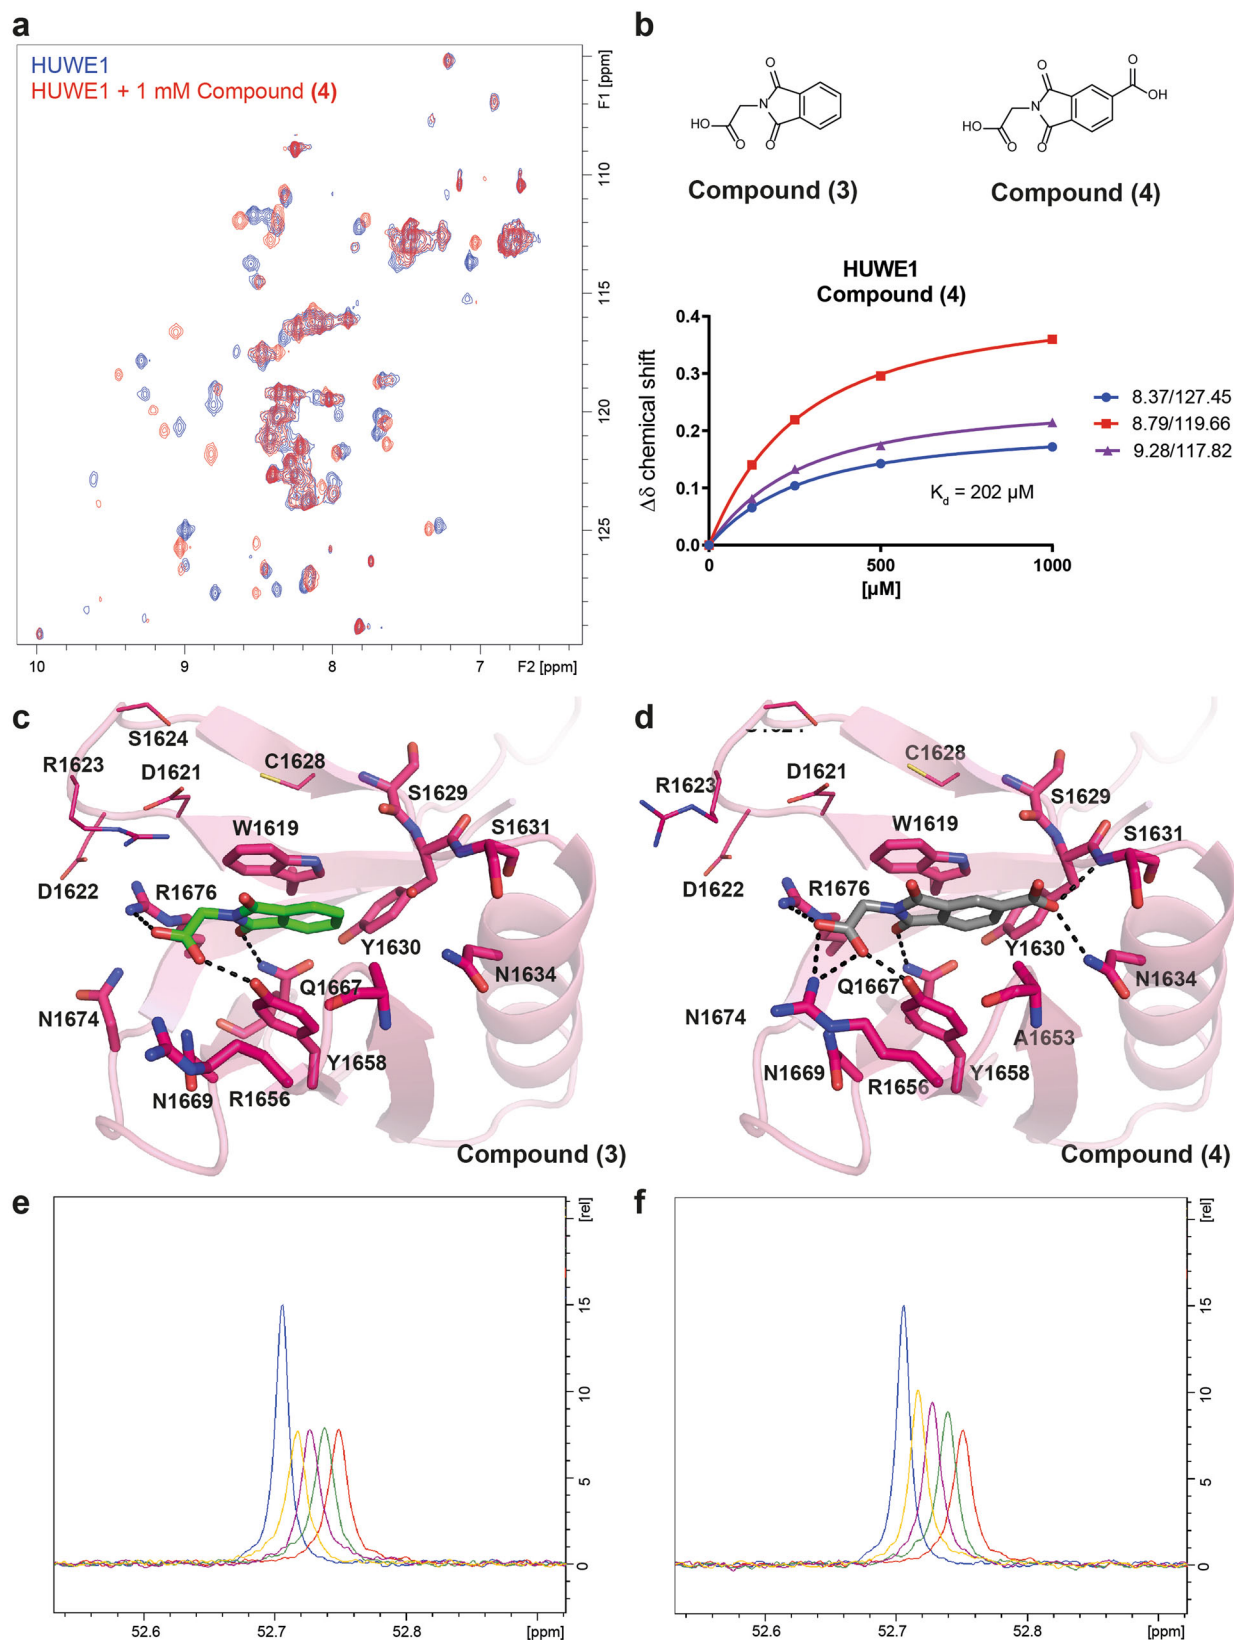 a
HUWE1
HUWE1 + 1 mM Compound (4)
F1 [ppm]
110
115
120
125
10
9
8
7
F2 [ppm]
b
HO
O
O
N
O
HO
O
O
N
O
O
OH
Compound (3)
Compound (4)
HUWE1
Compound (4)
Δδ chemical shift
0.4
0.3
0.2
0.1
0.0
0
500
1000
[µM]
Kd = 202 µM
8.37/127.45
8.79/119.66
9.28/117.82
c
S1624
R1623
D1621
C1628
S1629
W1619
S1631
D1622
R1676
Y1630
N1634
Q1667
N1674
Y1658
N1669
R1656
Compound (3)
d
C1628
R1623
D1621
S1629
W1619
S1631
D1622
R1676
Y1630
N1634
Q1667
N1674
A1653
N1669
R1656
Y1658
Compound (4)
e
[rel]
15
10
5
0
52.6
52.7
52.8
[ppm]
f
[rel]
15
10
5
0
52.6
52.7
52.8
[ppm]